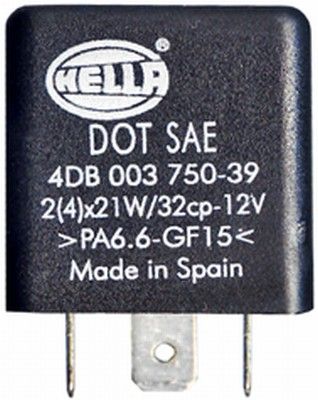 HELLA
DOT SAE
4DB 003 750-39
2(4)x21W/32cp-12V
>PA6.6-GF15<
Made in Spain